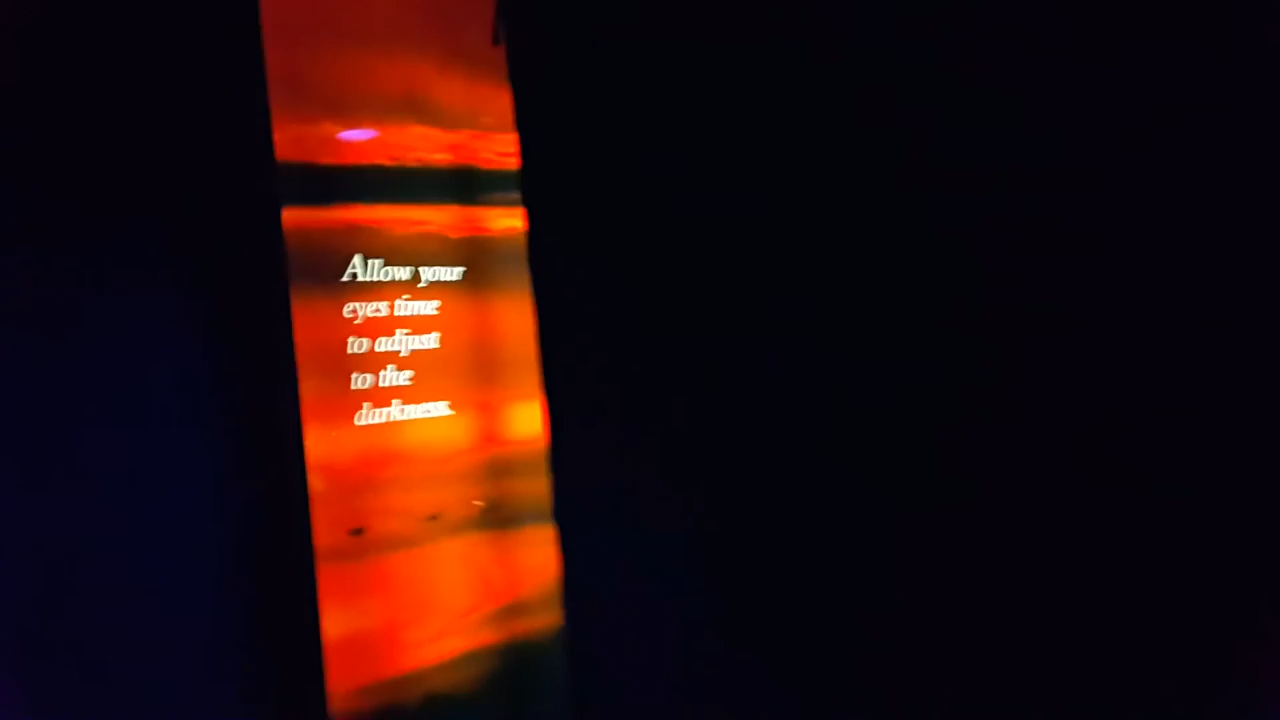 Allow your
eyes time
to adjust
to the
darkness.